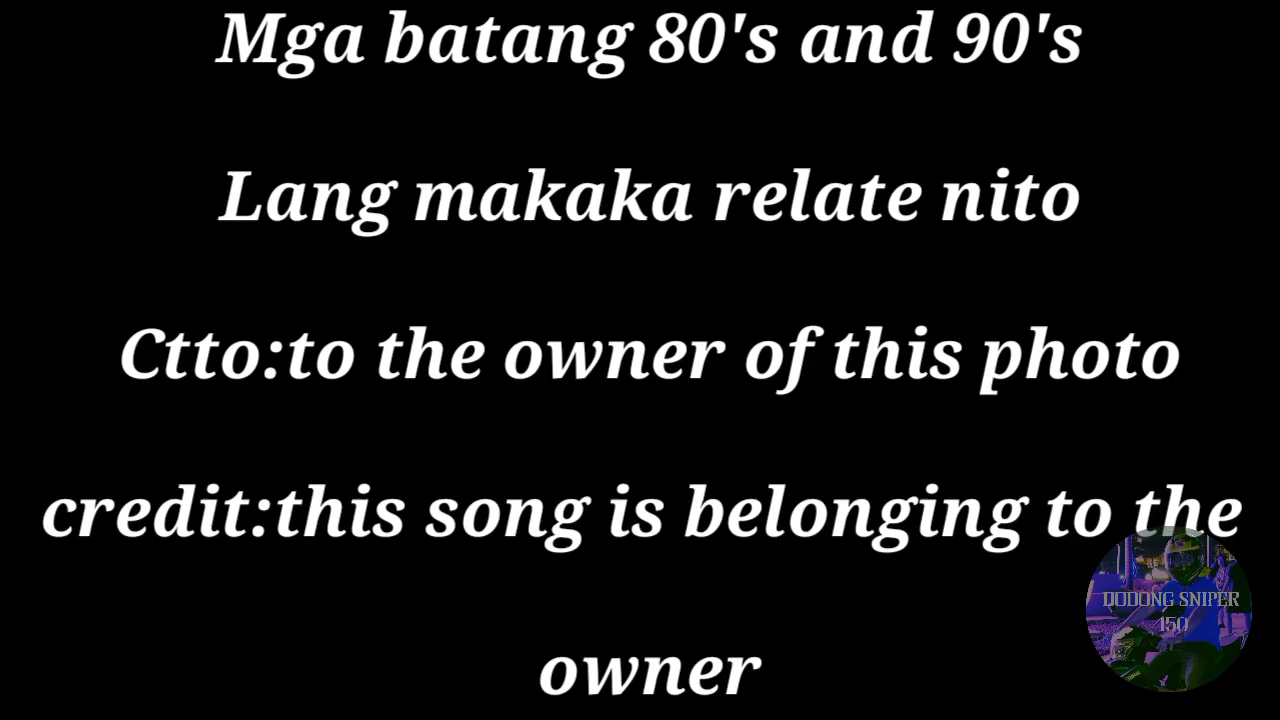 Mga batang 80's and 90's
Lang makaka relate nito
Ctto:to the owner of this photo
credit:this song is belonging to the
owner
DODONG SNIPER
150